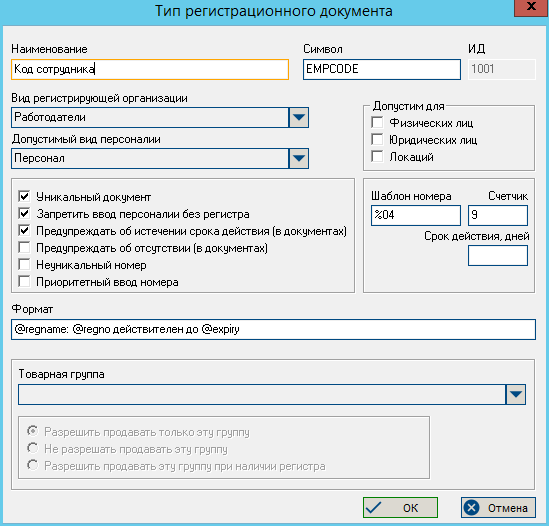 Тип регистрационного документа
x
Наименование
Символ
ИД
Код сотрудника
EMPCODE
1001
Вид регистрирующей организации
Работодатели
Допустимый вид персоналии
Персонал
Допустим для
Физических лиц
Юридических лиц
Локаций
Уникальный документ
Запретить ввод персоналии без регистра
Предупреждать об истечении срока действия (в документах)
Предупреждать об отсутствии (в документах)
Неуникальный номер
Приоритетный ввод номера
Шаблон номера
Счетчик
%04
9
Срок действия, дней
Формат
@regname: @regno действителен до @expiry
Товарная группа
Разрешить продавать только эту группу
Не разрешать продавать эту группу
Разрешить продавать эту группу при наличии регистра
OK
Отмена